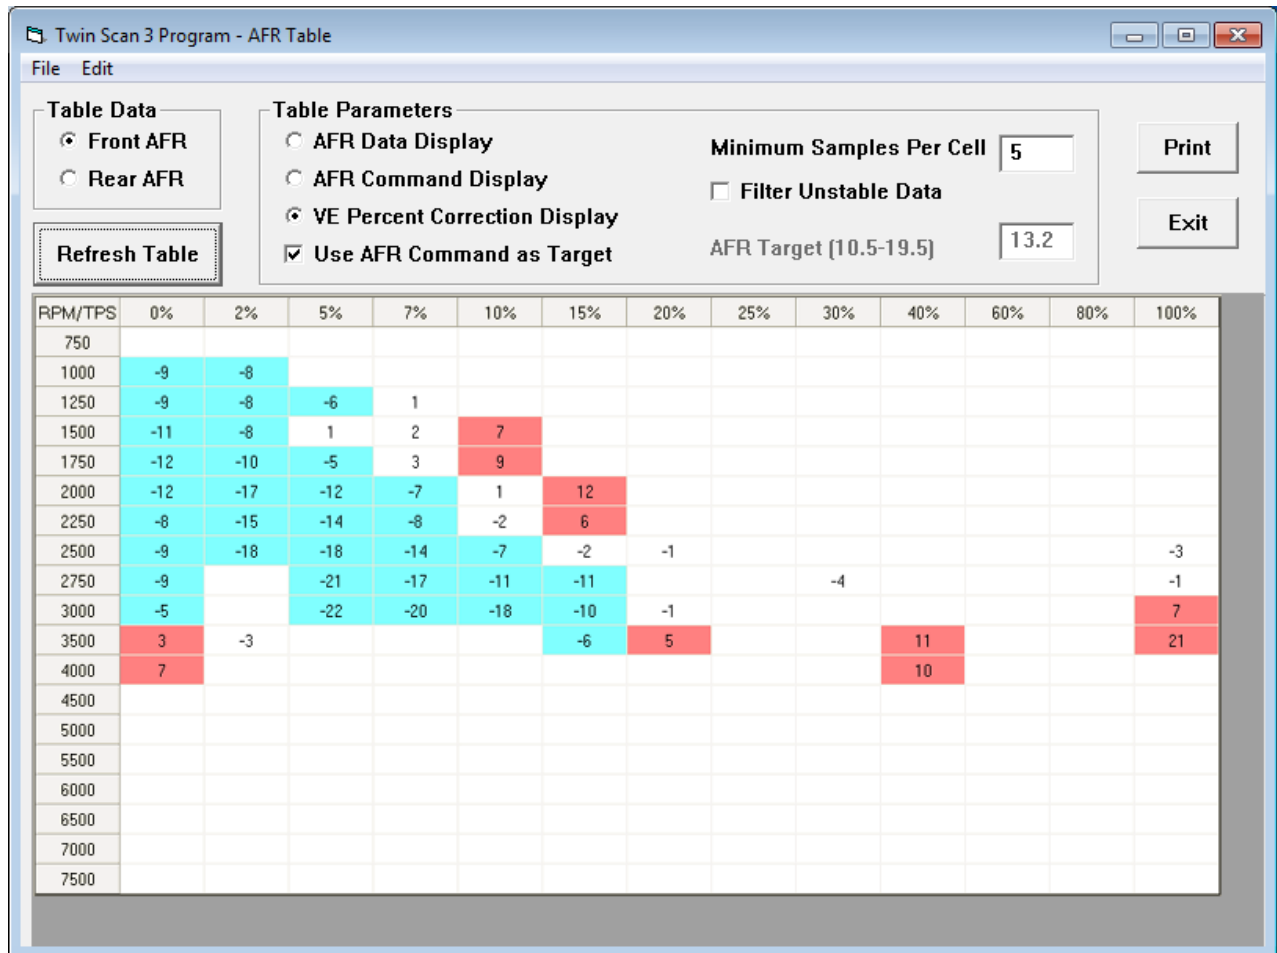 Twin Scan 3 Program - AFR Table
File Edit
Table Data
Front AFR
Rear AFR
Refresh Table
Table Parameters
AFR Data Display
AFR Command Display
VE Percent Correction Display
Use AFR Command as Target
Minimum Samples Per Cell 5
Filter Unstable Data
AFR Target (10.5-19.5) 13.2
Print
Exit
RPM/TPS 0% 2% 5% 7% 10% 15% 20% 25% 30% 40% 60% 80% 100%
750
1000 -9 -8
1250 -9 -8 -6 1
1500 -11 -8 1 2 7
1750 -12 -10 -5 3 9
2000 -12 -17 -12 -7 1 12
2250 -8 -15 -14 -8 -2 6
2500 -9 -18 -18 -14 -7 -2 -1 -3
2750 -9 -21 -17 -11 -11 -4 -1
3000 -5 -22 -20 -18 -10 -1 7
3500 3 -3 -6 5 11 21
4000 7 10
4500
5000
5500
6000
6500
7000
7500